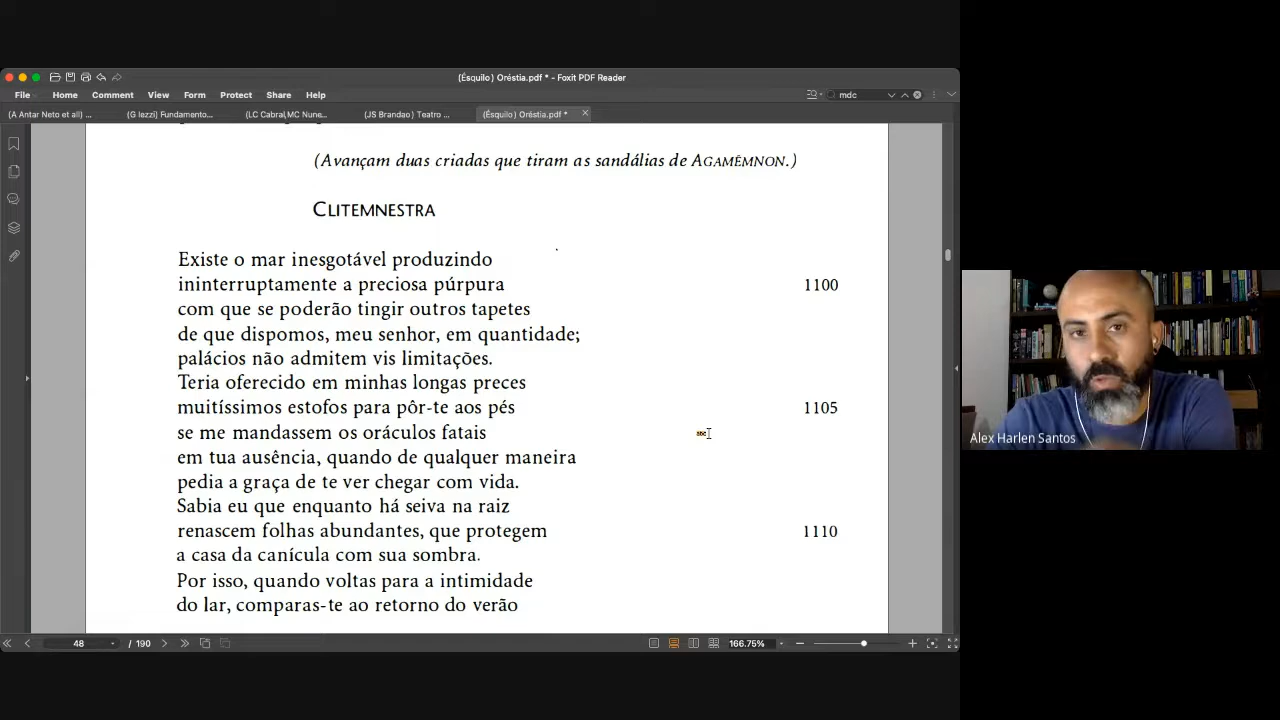 (Ésquilo) Oréstia.pdf * - Foxit PDF Reader
File Home Comment View Form Protect Share Help
mdc
(A Antar Neto et all) ... (G Iezzi) Fundamento... (LC Cabral,MC Nune... (JS Brandao) Teatro ... (Ésquilo) Oréstia.pdf *
(Avançam duas criadas que tiram as sandálias de AGAMÊMNON.)
CLITEMNESTRA
Existe o mar inesgotável produzindo
ininterruptamente a preciosa púrpura 1100
com que se poderão tingir outros tapetes
de que dispomos, meu senhor, em quantidade;
palácios não admitem vis limitações.
Teria oferecido em minhas longas preces
muitíssimos estofos para pôr-te aos pés 1105
se me mandassem os oráculos fatais
em tua ausência, quando de qualquer maneira
pedia a graça de te ver chegar com vida.
Sabia eu que enquanto há seiva na raiz
renascem folhas abundantes, que protegem 1110
a casa da canícula com sua sombra.
Por isso, quando voltas para a intimidade
do lar, comparas-te ao retorno do verão
48 / 190
166.75%
Alex Harlen Santos